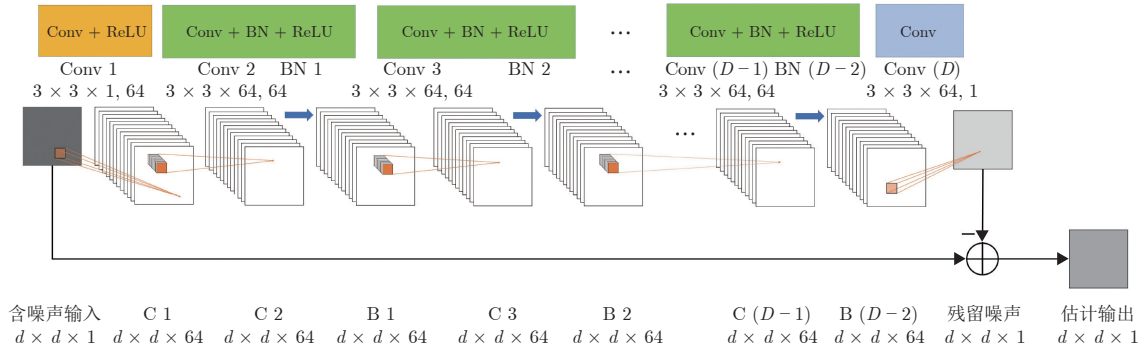 Conv + ReLU Conv + BN + ReLU Conv + BN + ReLU ··· Conv + BN + ReLU Conv
Conv 1 Conv 2 BN 1 Conv 3 BN 2 ··· Conv (D−1) BN (D−2) Conv (D)
3 × 3 × 1, 64 3 × 3 × 64, 64 3 × 3 × 64, 64 3 × 3 × 64, 64 3 × 3 × 64, 1
···
−
含噪声输入 C 1 C 2 B 1 C 3 B 2 C (D−1) B (D−2) 残留噪声 估计输出
d × d × 1 d × d × 64 d × d × 64 d × d × 64 d × d × 64 d × d × 64 d × d × 64 d × d × 64 d × d × 1 d × d × 1